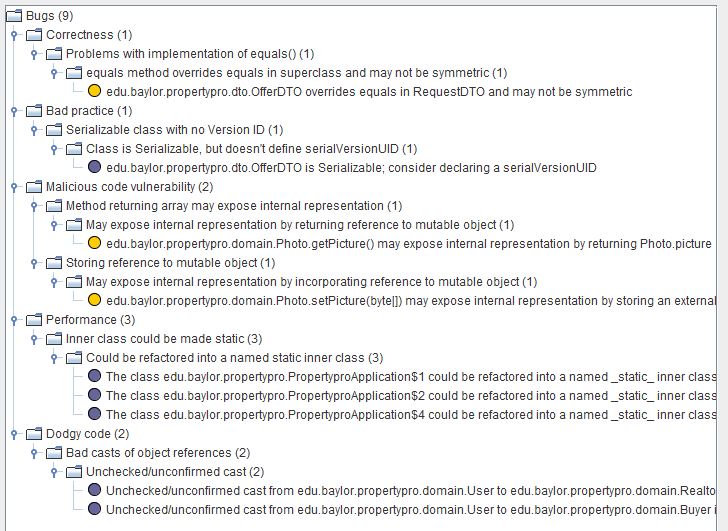 Bugs (9)
Correctness (1)
Problems with implementation of equals() (1)
equals method overrides equals in superclass and may not be symmetric (1)
edu.baylor.propertypro.dto.OfferDTO overrides equals in RequestDTO and may not be symmetric
Bad practice (1)
Serializable class with no Version ID (1)
Class is Serializable, but doesn't define serialVersionUID (1)
edu.baylor.propertypro.dto.OfferDTO is Serializable; consider declaring a serialVersionUID
Malicious code vulnerability (2)
Method returning array may expose internal representation (1)
May expose internal representation by returning reference to mutable object (1)
edu.baylor.propertypro.domain.Photo.getPicture() may expose internal representation by returning Photo.picture
Storing reference to mutable object (1)
May expose internal representation by incorporating reference to mutable object (1)
edu.baylor.propertypro.domain.Photo.setPicture(byte[]) may expose internal representation by storing an external
Performance (3)
Inner class could be made static (3)
Could be refactored into a named static inner class (3)
The class edu.baylor.propertypro.PropertyproApplication$1 could be refactored into a named _static_ inner class
The class edu.baylor.propertypro.PropertyproApplication$2 could be refactored into a named _static_ inner class
The class edu.baylor.propertypro.PropertyproApplication$4 could be refactored into a named _static_ inner class
Dodgy code (2)
Bad casts of object references (2)
Unchecked/unconfirmed cast (2)
Unchecked/unconfirmed cast from edu.baylor.propertypro.domain.User to edu.baylor.propertypro.domain.Realto
Unchecked/unconfirmed cast from edu.baylor.propertypro.domain.User to edu.baylor.propertypro.domain.Buyer